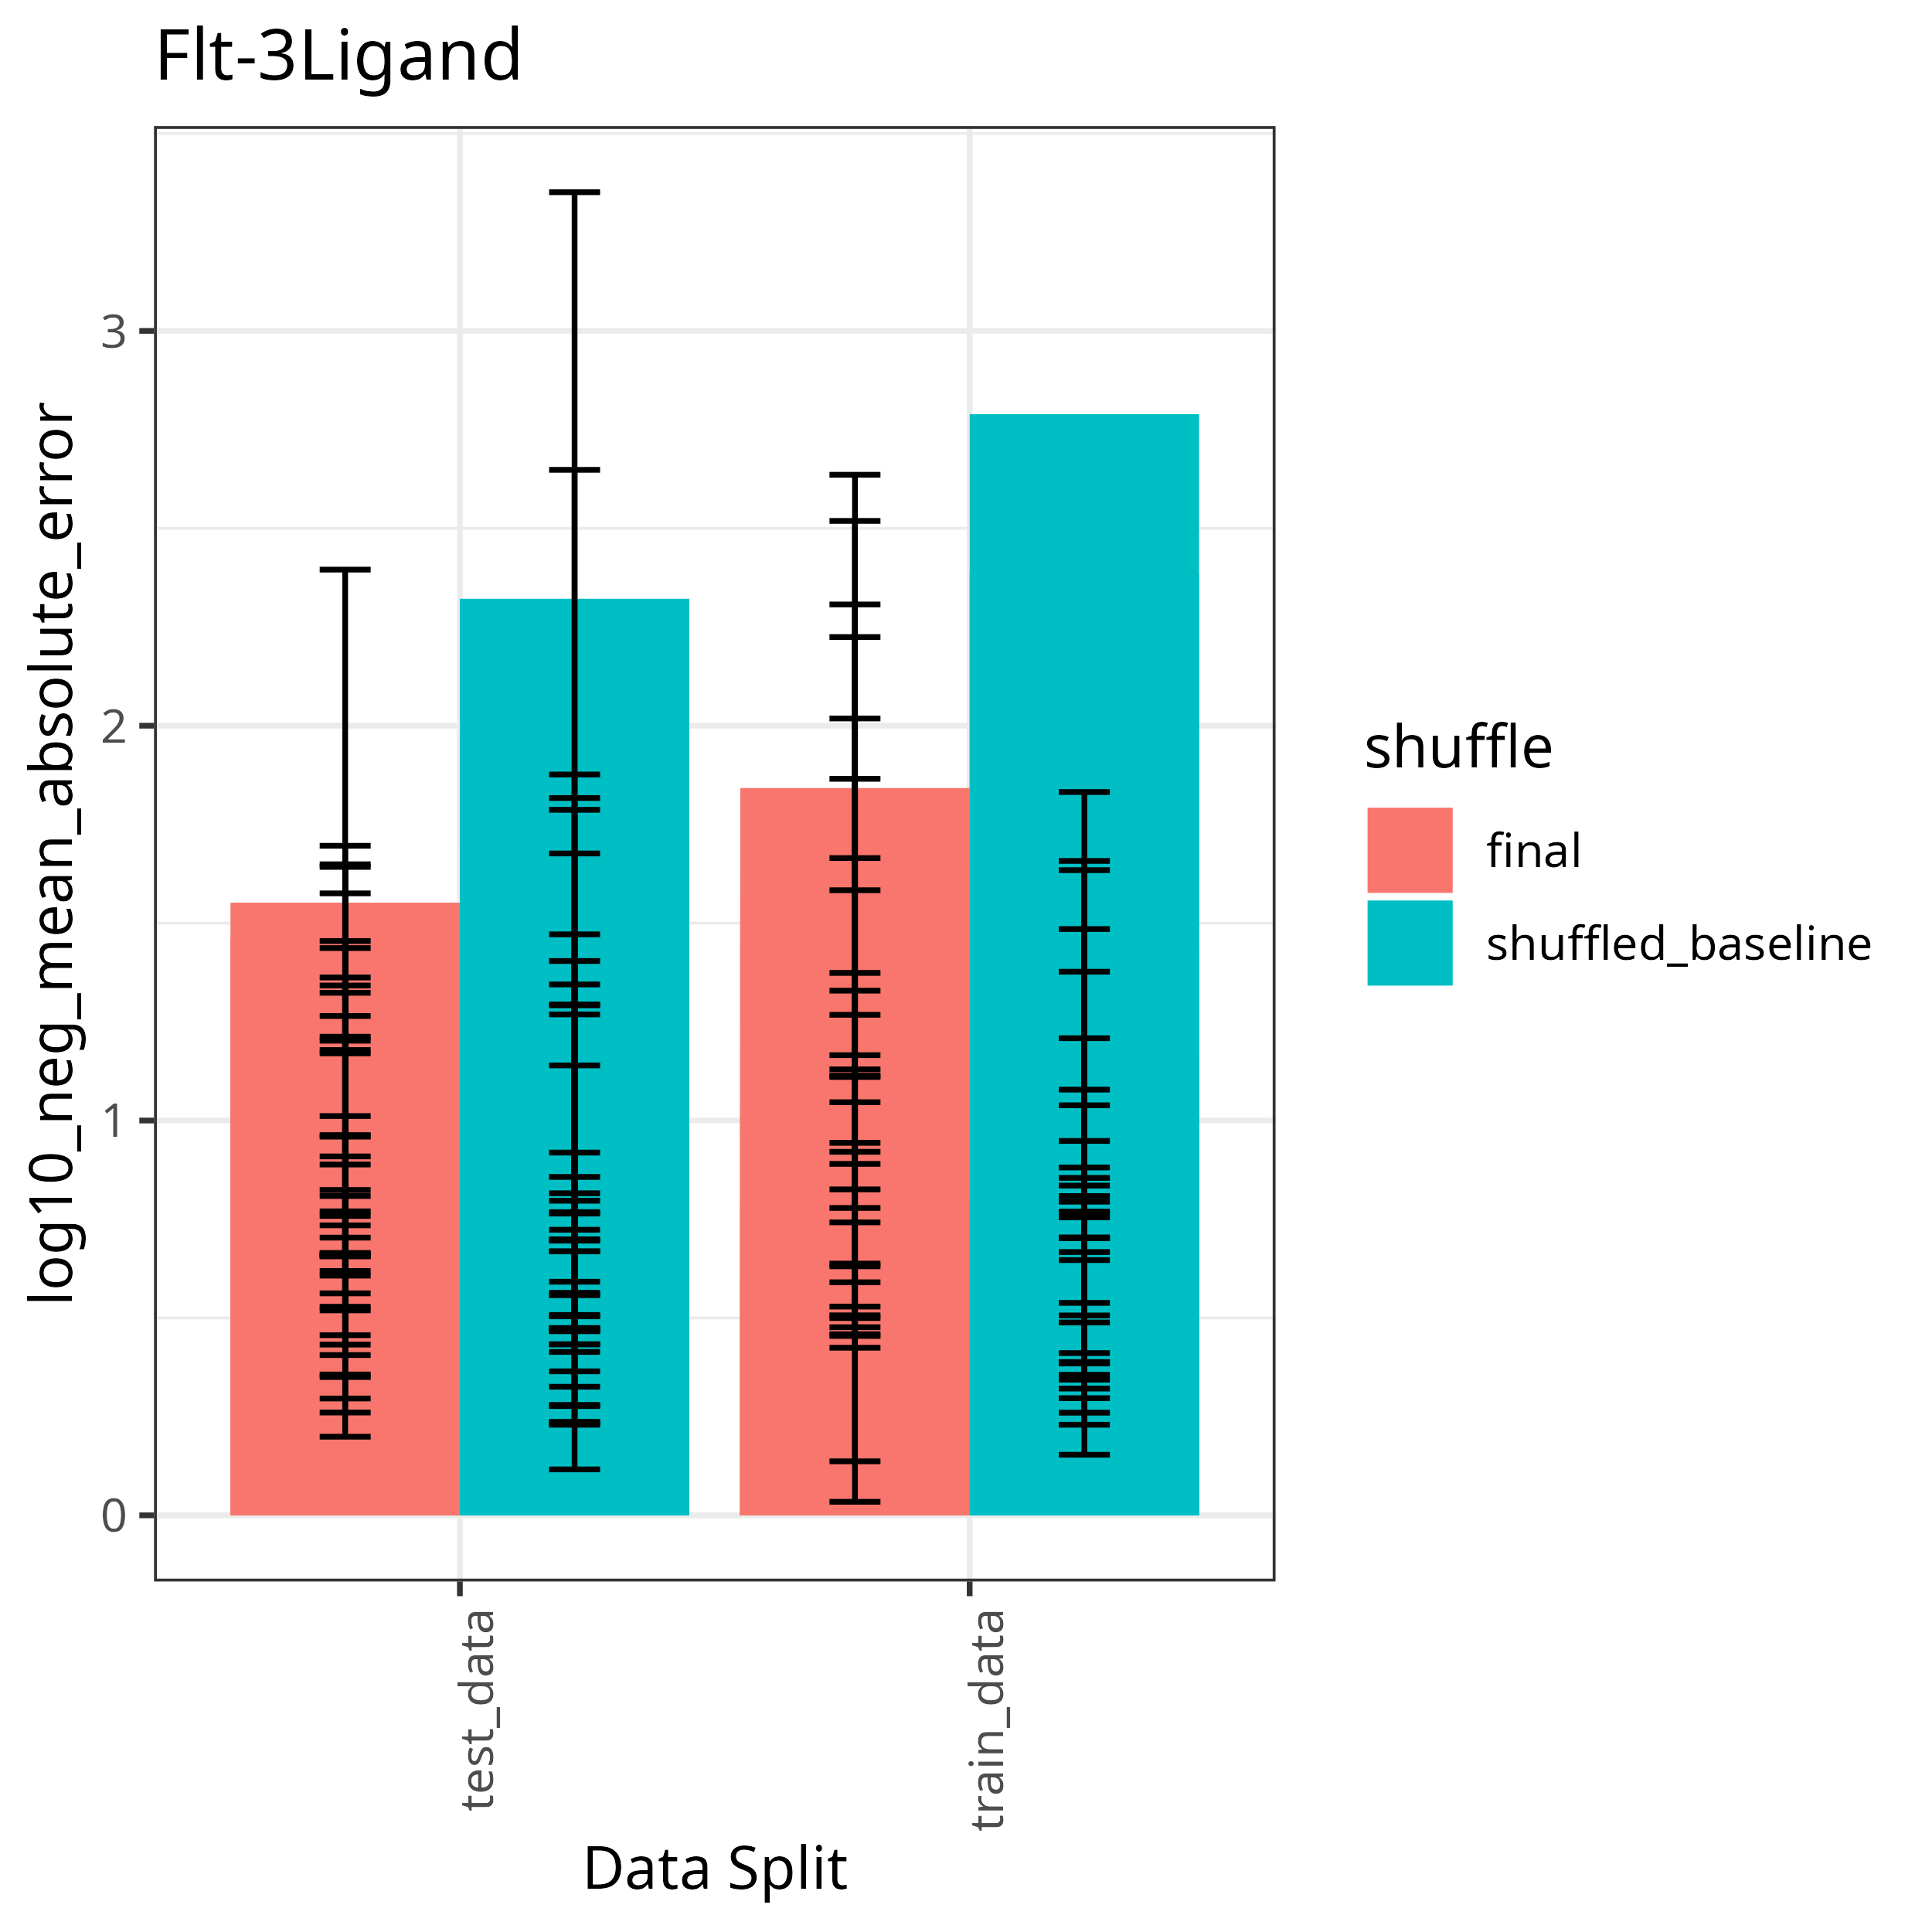 Flt-3Ligand
log10_neg_mean_absolute_error
3
2
1
0
test_data
train_data
Data Split
shuffle
final
shuffled_baseline